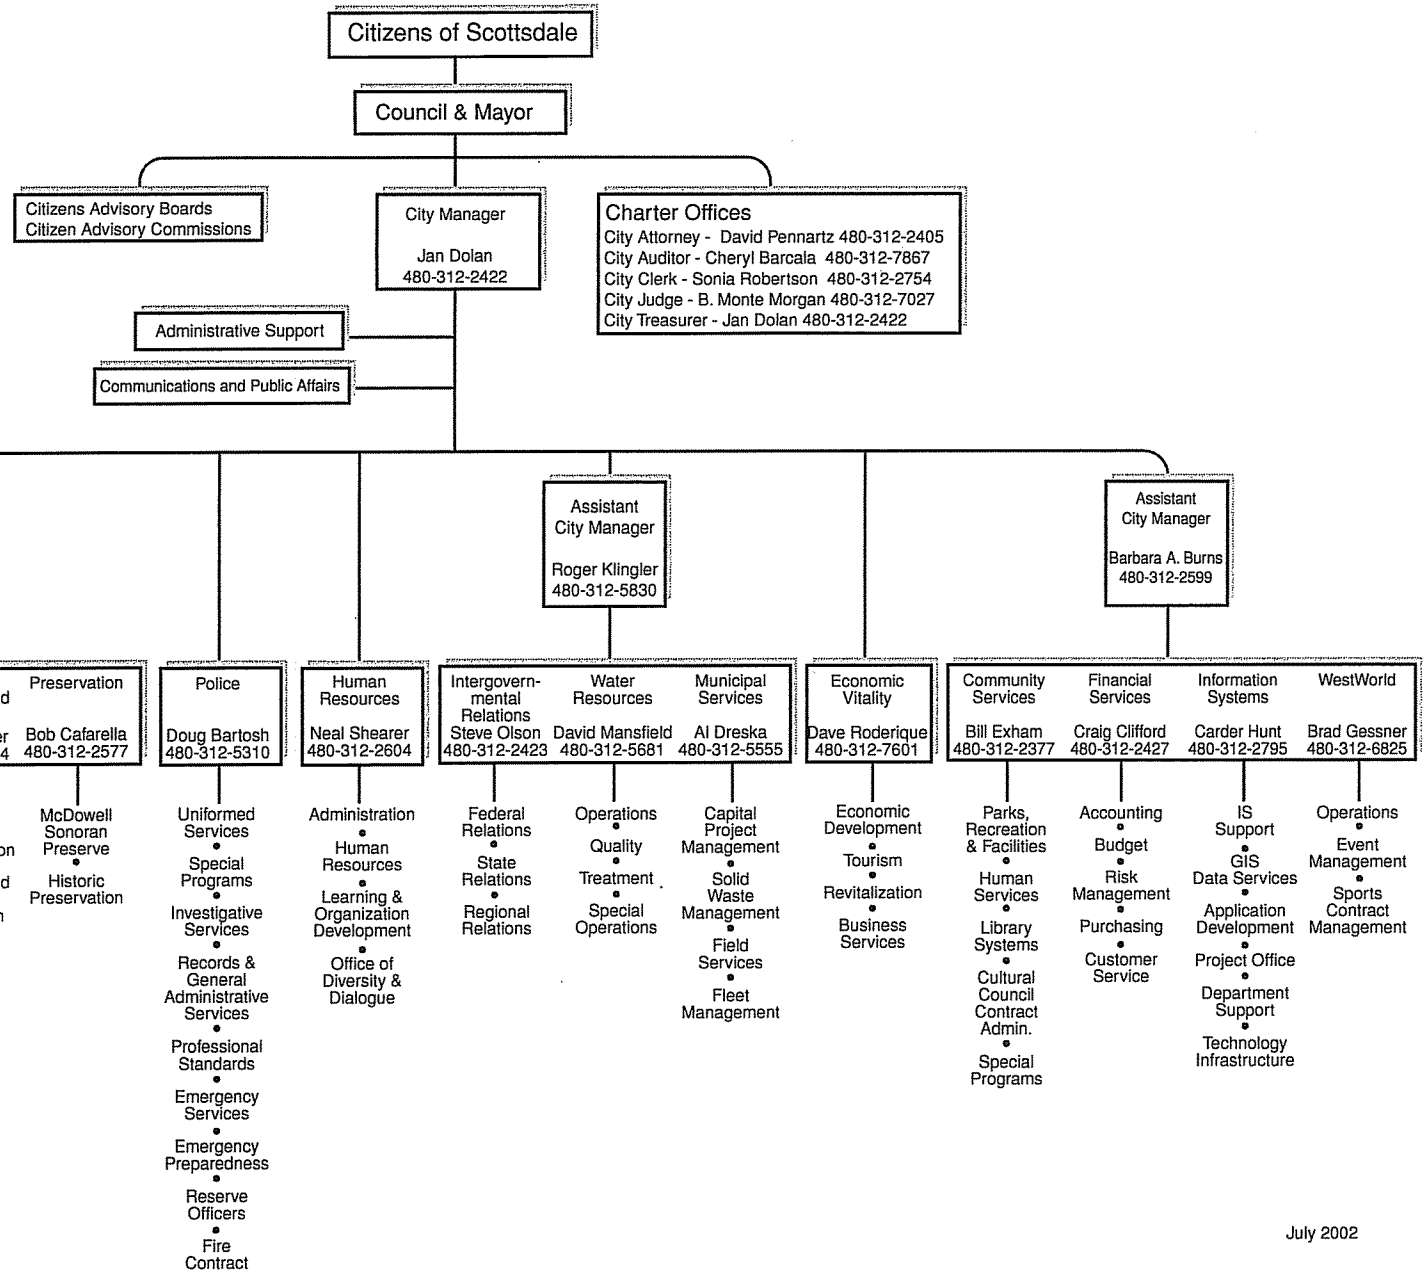 Citizens of Scottsdale
Council & Mayor
Citizens Advisory Boards
Citizen Advisory Commissions
City Manager
Jan Dolan
480-312-2422
Charter Offices
City Attorney - David Pennartz 480-312-2405
City Auditor - Cheryl Barcala 480-312-7867
City Clerk - Sonia Robertson 480-312-2754
City Judge - B. Monte Morgan 480-312-7027
City Treasurer - Jan Dolan 480-312-2422
Administrative Support
Communications and Public Affairs
Assistant
City Manager
Roger Klingler
480-312-5830
Assistant
City Manager
Barbara A. Burns
480-312-2599
d
er
4
Preservation
Bob Cafarella
480-312-2577
Police
Doug Bartosh
480-312-5310
Human
Resources
Neal Shearer
480-312-2604
Intergovern-
mental
Relations
Steve Olson
480-312-2423
Water
Resources
David Mansfield
480-312-5681
Municipal
Services
Al Dreska
480-312-5555
Economic
Vitality
Dave Roderique
480-312-7601
Community
Services
Bill Exham
480-312-2377
Financial
Services
Craig Clifford
480-312-2427
Information
Systems
Carder Hunt
480-312-2795
WestWorld
Brad Gessner
480-312-6825
on
d
McDowell
Sonoran
Preserve
Historic
Preservation
Uniformed
Services
Special
Programs
Investigative
Services
Records &
General
Administrative
Services
Professional
Standards
Emergency
Services
Emergency
Preparedness
Reserve
Officers
Fire
Contract
Administration
Human
Resources
Learning &
Organization
Development
Office of
Diversity &
Dialogue
Federal
Relations
State
Relations
Regional
Relations
Operations
Quality
Treatment
Special
Operations
Capital
Project
Management
Solid
Waste
Management
Field
Services
Fleet
Management
Economic
Development
Tourism
Revitalization
Business
Services
Parks,
Recreation
& Facilities
Human
Services
Library
Systems
Cultural
Council
Contract
Admin.
Special
Programs
Accounting
Budget
Risk
Management
Purchasing
Customer
Service
IS
Support
GIS
Data Services
Application
Development
Project Office
Department
Support
Technology
Infrastructure
Operations
Event
Management
Sports
Contract
Management
July 2002